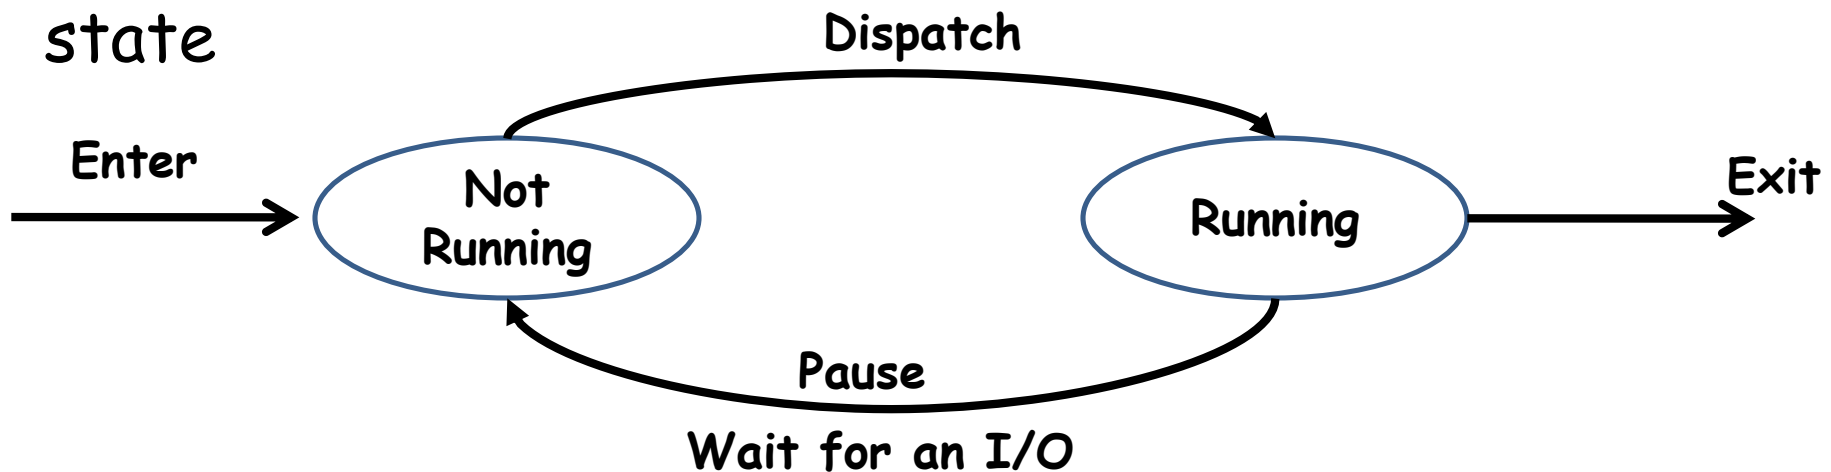 state
Dispatch
Enter
Not
Running
Running
Exit
Pause
Wait for an I/O